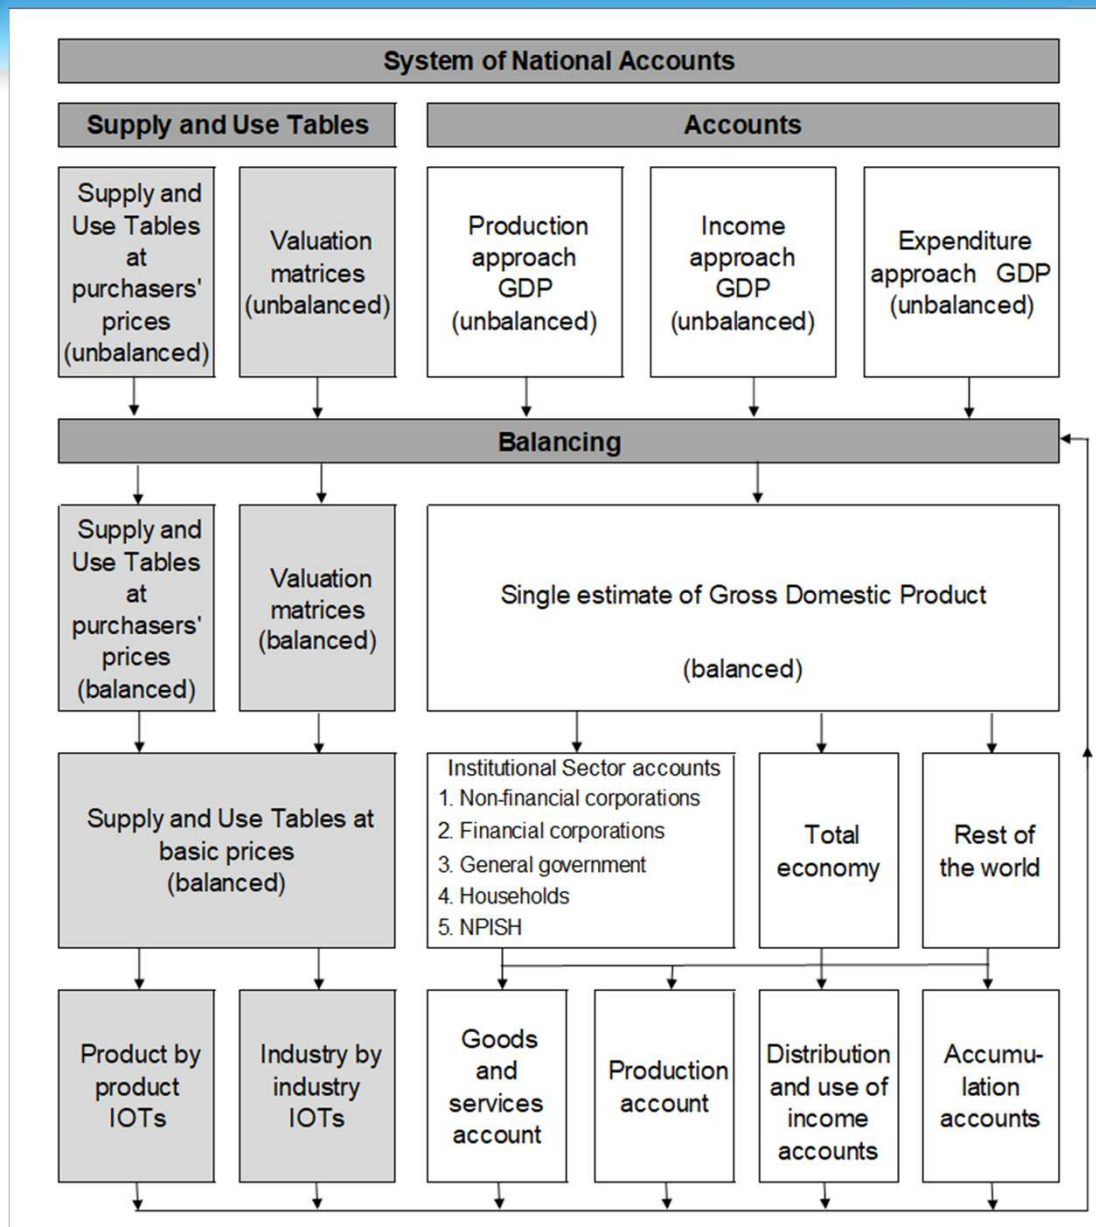 System of National Accounts
Supply and Use Tables
Accounts
Supply and
Use Tables
at
purchasers'
prices
(unbalanced)
Valuation
matrices
(unbalanced)
Production
approach
GDP
(unbalanced)
Income
approach
GDP
(unbalanced)
Expenditure
approach GDP
(unbalanced)
Balancing
Supply and
Use Tables
at
purchasers'
prices
(balanced)
Valuation
matrices
(balanced)
Single estimate of Gross Domestic Product
(balanced)
Supply and Use Tables at
basic prices
(balanced)
Institutional Sector accounts
1. Non-financial corporations
2. Financial corporations
3. General government
4. Households
5. NPISH
Total
economy
Rest of
the world
Product by
product
IOTs
Industry by
industry
IOTs
Goods
and
services
account
Production
account
Distribution
and use of
income
accounts
Accumu-
lation
accounts